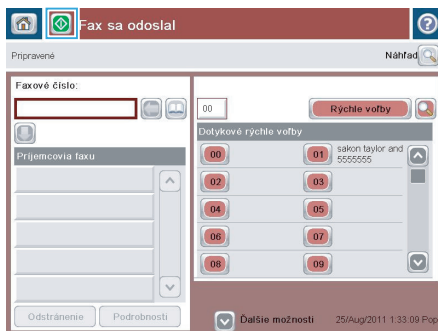 Fax sa odoslal
Pripravené
Náhľad
Faxové číslo:
00
Rýchle voľby
Dotykové rýchle voľby
Príjemcovia faxu
00
01
sakon taylor and
5555555
02
03
04
05
06
07
08
09
Odstránenie
Podrobnosti
Ďalšie možnosti
25/Aug/2011 1:33:09 Pop